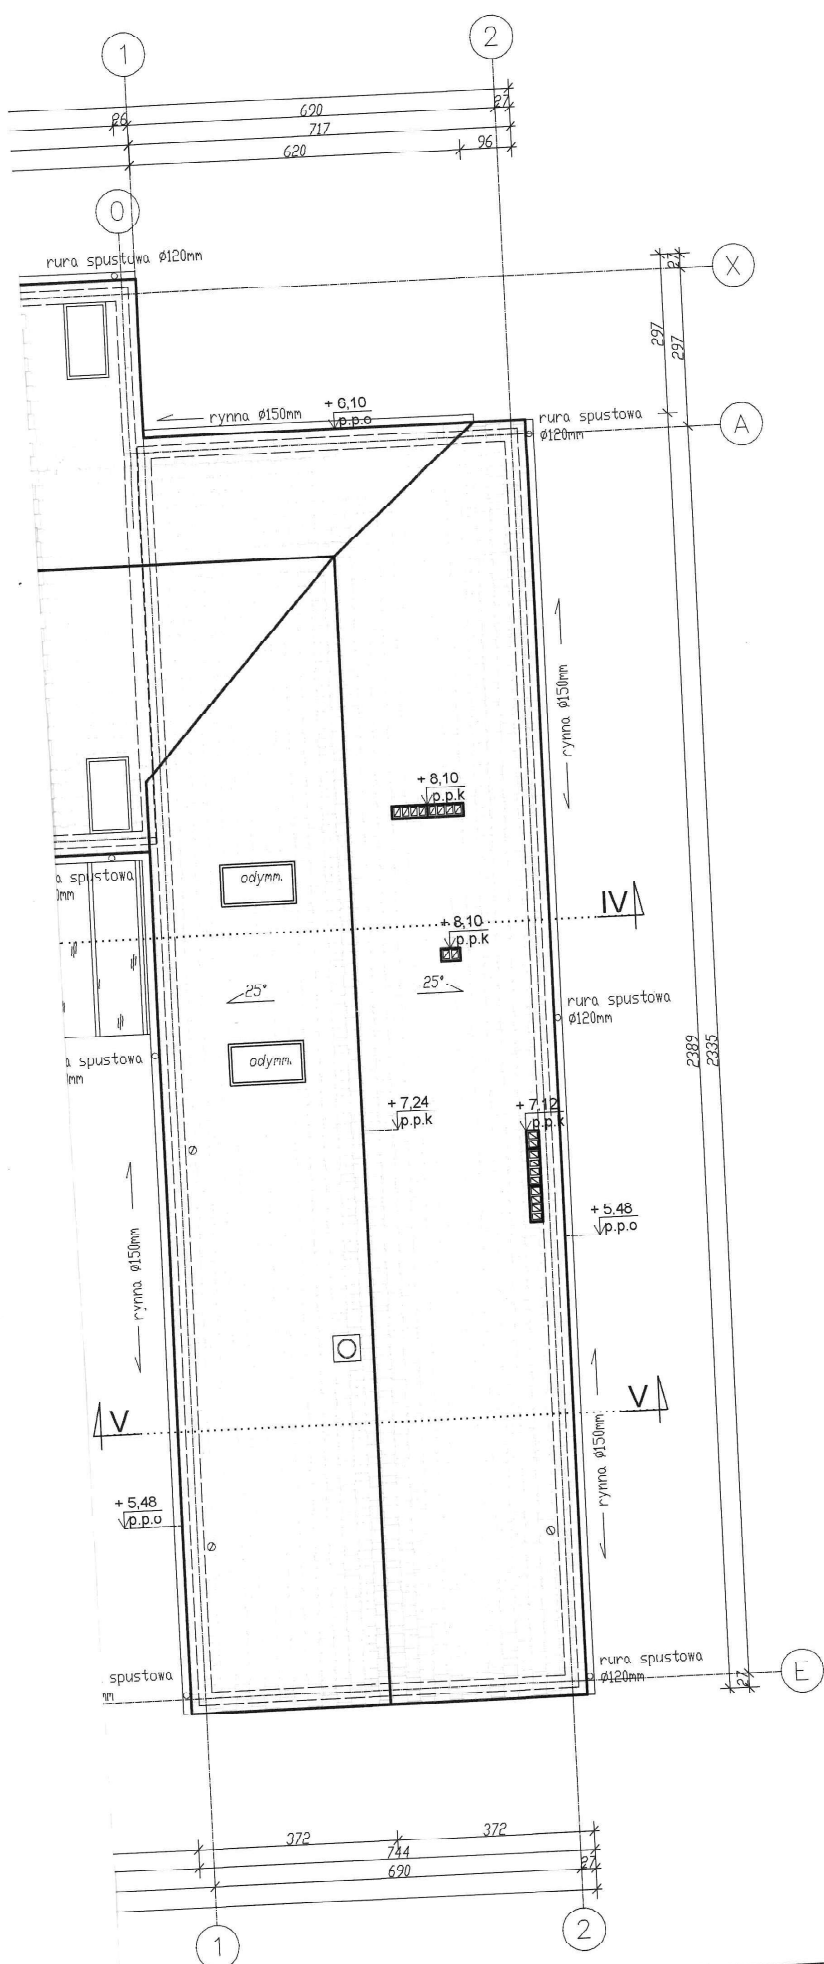 1
2
690
27
26
717
620
96
0
rura spustowa Ø120mm
X
27
297
297
rynna Ø150mm
+ 6,10
p.p.o
rura spustowa
Ø120mm
A
rynna Ø150mm
+ 8,10
p.p.k
odymm.
spustowa
IV
+ 8,10
p.p.k
25°
25°
rura spustowa
Ø120mm
spustowa
odymm.
2389
2335
+ 7,24
p.p.k
+ 7,12
p.p.k
+ 5,48
p.p.o
rynna Ø150mm
V
V
rynna Ø150mm
+ 5,48
p.p.o
spustowa
rura spustowa
Ø120mm
E
27
372
372
744
690
27
1
2